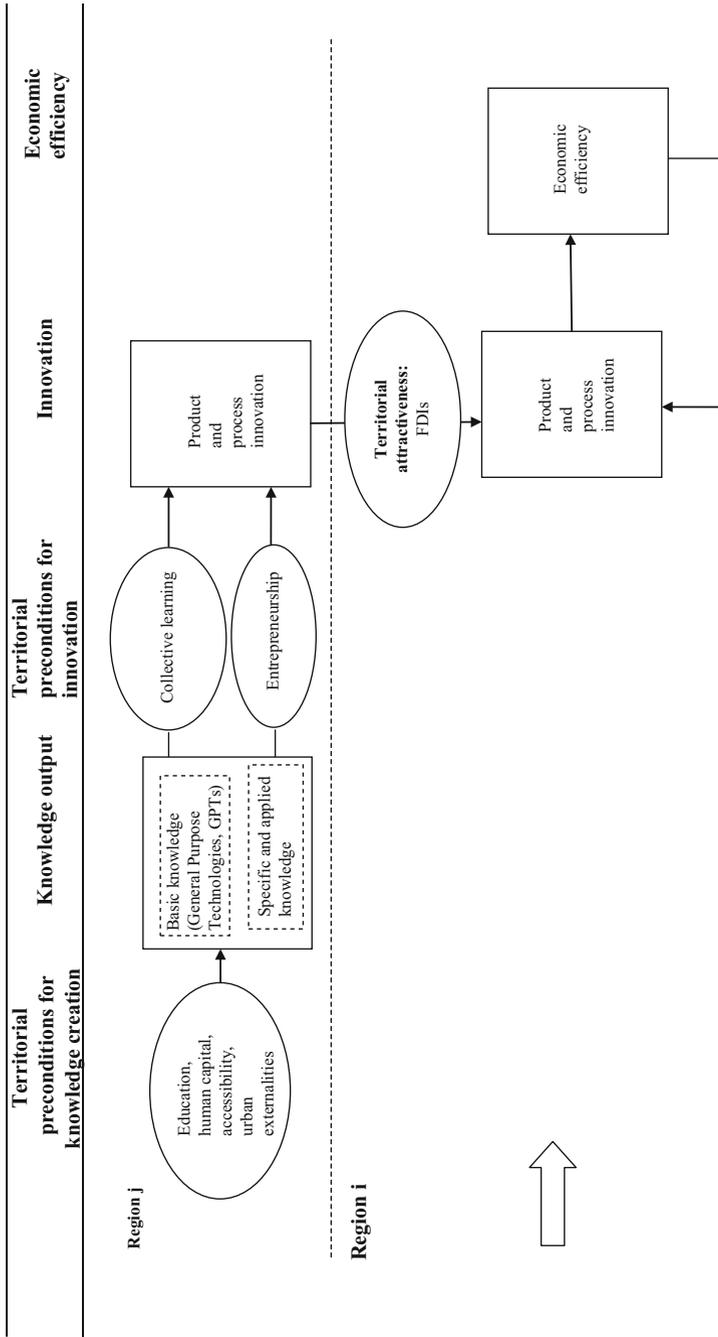 Territorial
preconditions for
knowledge creation
Knowledge output
Territorial
preconditions for
innovation
Innovation
Economic
efficiency
Region j
Education,
human capital,
accessibility,
urban
externalities
Basic knowledge
(General Purpose
Technologies, GPTs)
Specific and applied
knowledge
Collective learning
Entrepreneurship
Product
and
process
innovation
Region i
Territorial
attractiveness:
FDIs
Product
and
process
innovation
Economic
efficiency